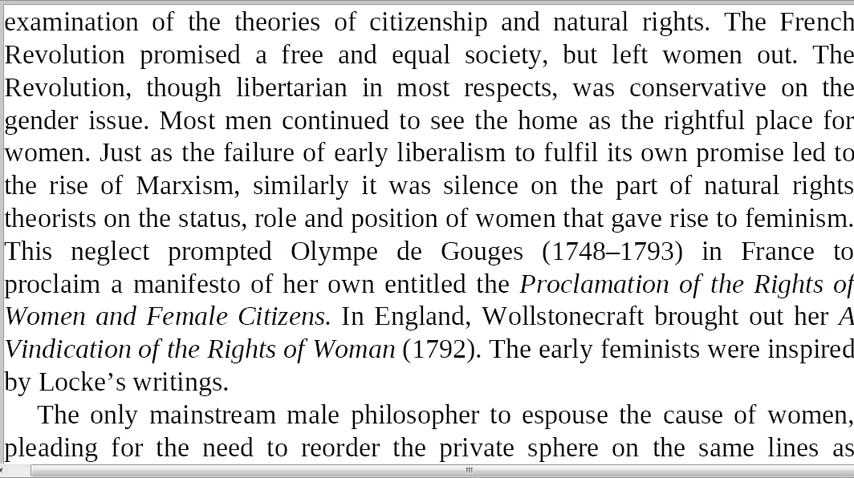 examination of the theories of citizenship and natural rights. The French
Revolution promised a free and equal society, but left women out. The
Revolution, though libertarian in most respects, was conservative on the
gender issue. Most men continued to see the home as the rightful place for
women. Just as the failure of early liberalism to fulfil its own promise led to
the rise of Marxism, similarly it was silence on the part of natural rights
theorists on the status, role and position of women that gave rise to feminism.
This neglect prompted Olympe de Gouges (1748–1793) in France to
proclaim a manifesto of her own entitled the Proclamation of the Rights of
Women and Female Citizens. In England, Wollstonecraft brought out her A
Vindication of the Rights of Woman (1792). The early feminists were inspired
by Locke’s writings.
The only mainstream male philosopher to espouse the cause of women,
pleading for the need to reorder the private sphere on the same lines as